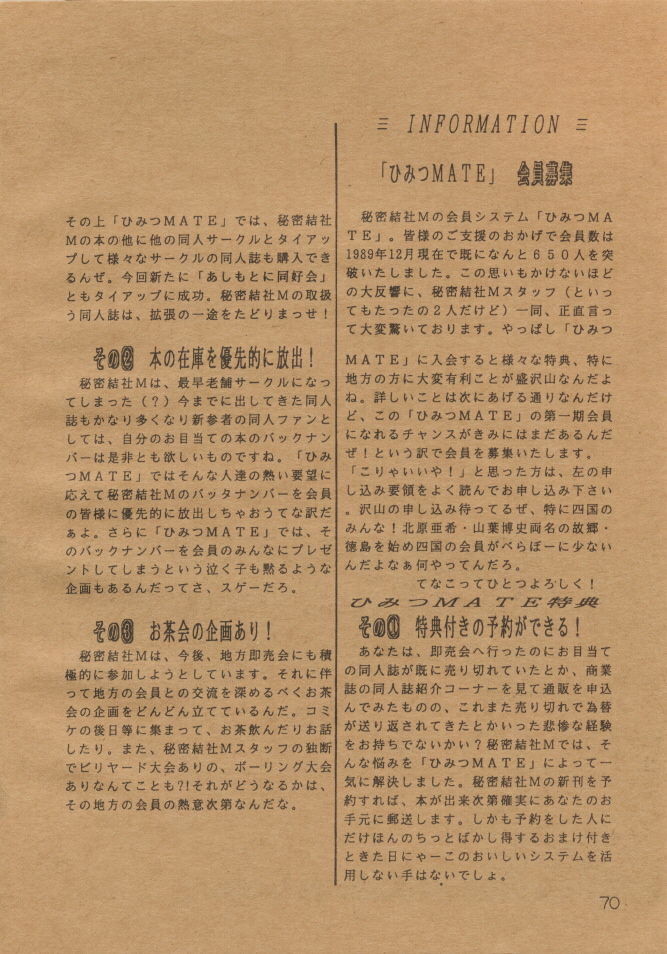 ≡ INFORMATION ≡
「ひみつMATE」 会員募集
秘密結社Mの会員システム「ひみつMA
TE」。皆様のご支援のおかげで会員数は
1989年12月現在で既になんと650人を突
破いたしました。この思いもかけないほど
の大反響に、秘密結社Mスタッフ(といっ
てもたったの2人だけど)一同、正直言っ
て大変驚いております。やっぱし「ひみつ
MATE」に入会すると様々な特典、特に
地方の方に大変有利ことが盛沢山なんだよ
ね。詳しいことは次にあげる通りなんだけ
ど、この「ひみつMATE」の第一期会員
になれるチャンスがきみにはまだあるんだ
ぜ!という訳で会員を募集いたします。
「こりゃいいや!」と思った方は、左の申
し込み要領をよく読んでお申し込み下さい
。沢山の申し込み待ってるぜ、特に四国の
みんな!北原亜希・山葉博史両名の故郷・
徳島を始め四国の会員がべらぼーに少ない
んだよなぁ何やってんだろ。
てなこってひとつよろしく!
ひみつMATE特典
その① 特典付きの予約ができる!
あなたは、即売会へ行ったのにお目当て
の同人誌が既に売り切れていたとか、商業
誌の同人誌紹介コーナーを見て通販を申込
んでみたものの、これまた売り切れで為替
が送り返されてきたとかいった悲惨な経験
をお持ちでないかい?秘密結社Mでは、そ
んな悩みを「ひみつMATE」によって一
気に解決しました。秘密結社Mの新刊を予
約すれば、本が出来次第確実にあなたのお
手元に郵送します。しかも予約をした人に
だけほんのちっとばかし得するおまけ付き
ときた日にゃーこのおいしいシステムを活
用しない手はないでしょ。
その上「ひみつMATE」では、秘密結社
Mの本の他に他の同人サークルとタイアッ
プして様々なサークルの同人誌も購入でき
るんぜ。今回新たに「あしもとに同好会」
ともタイアップに成功。秘密結社Mの取扱
う同人誌は、拡張の一途をたどりまっせ!
その② 本の在庫を優先的に放出!
秘密結社Mは、最早老舗サークルになっ
てしまった(?)今までに出してきた同人
誌もかなり多くなり新参者の同人ファンと
しては、自分のお目当ての本のバックナン
バーは是非とも欲しいものですね。「ひみ
つMATE」ではそんな人達の熱い要望に
応えて秘密結社Mのバッタナンバーを会員
の皆様に優先的に放出しちゃおうてな訳だ
ぁよ。さらに「ひみつMATE」では、そ
のバックナンバーを会員のみんなにプレゼ
ントしてしまうという泣く子も黙るような
企画もあるんだってさ、スゲーだろ。
その③ お茶会の企画あり!
秘密結社Mは、今後、地方即売会にも積
極的に参加しようとしています。それに伴
って地方の会員との交流を深めるべくお茶
会の企画をどんどん立てているんだ。コミ
ケの後日等に集まって、お茶飲んだりお話
したり。また、秘密結社Mスタッフの独断
でビリヤード大会ありの、ボーリング大会
ありなんてことも?!それがどうなるかは、
その地方の会員の熱意次第なんだな。
70